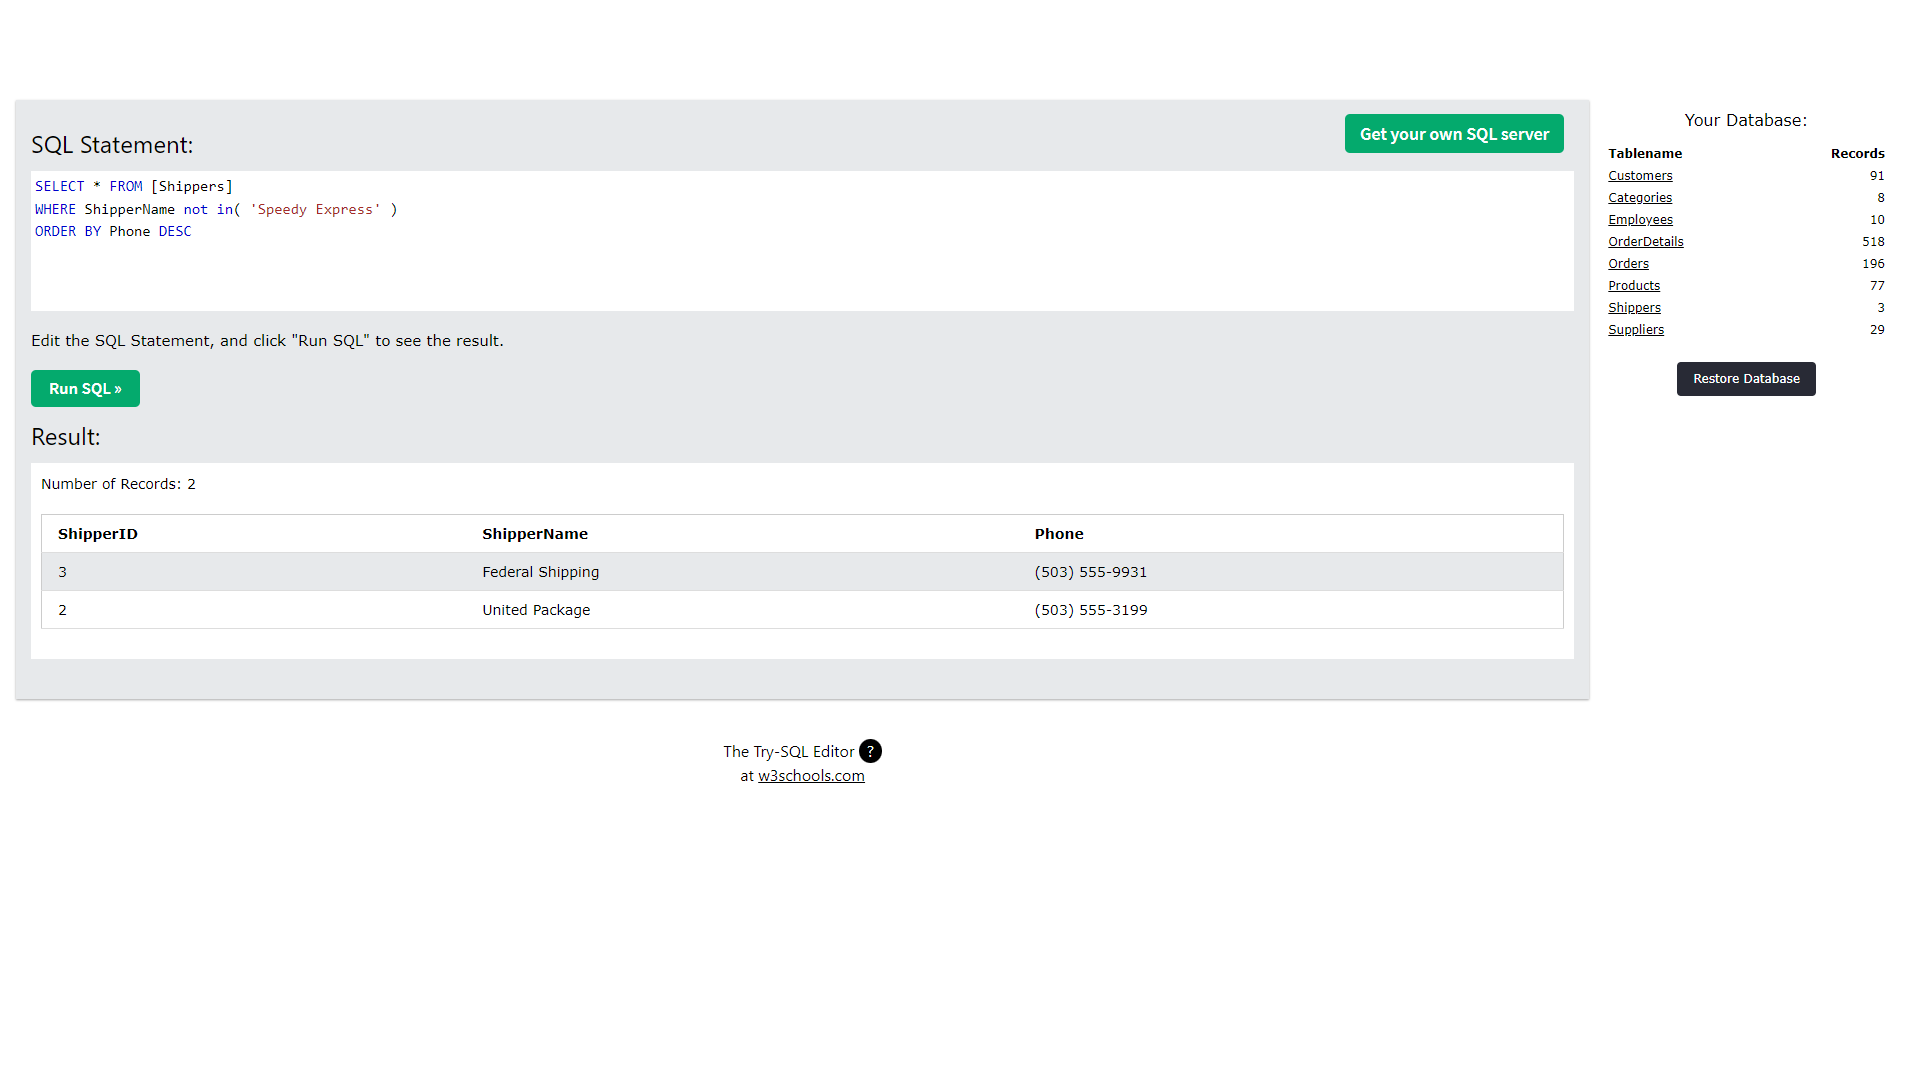 SQL Statement:
Get your own SQL server
SELECT * FROM [Shippers]
WHERE ShipperName not in( 'Speedy Express' )
ORDER BY Phone DESC
Edit the SQL Statement, and click "Run SQL" to see the result.
Run SQL »
Result:
Number of Records: 2
ShipperID ShipperName Phone
3 Federal Shipping (503) 555-9931
2 United Package (503) 555-3199
The Try-SQL Editor ?
at w3schools.com
Your Database:
Tablename Records
Customers 91
Categories 8
Employees 10
OrderDetails 518
Orders 196
Products 77
Shippers 3
Suppliers 29
Restore Database